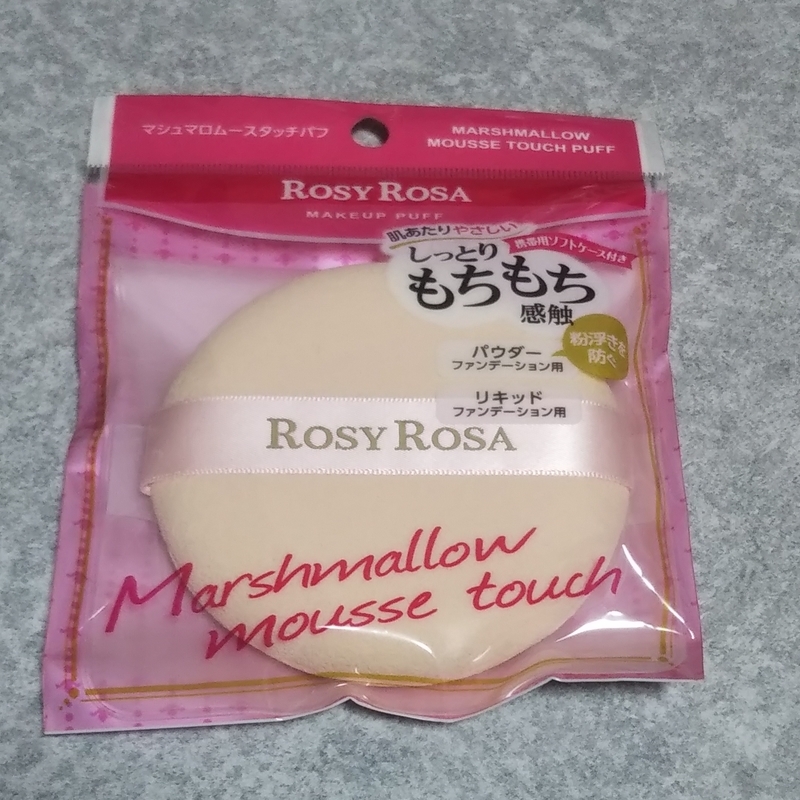 マシュマロムースタッチパフ
MARSHMALLOW
MOUSSE TOUCH PUFF
ROSY ROSA
MAKEUP PUFF
肌あたりやさしい
携帯用ソフトケース付き
しっとり
もちもち
感触
粉浮きを
防ぐ
パウダー
ファンデーション用
リキッド
ファンデーション用
ROSY ROSA
Marshmallow
mousse touch